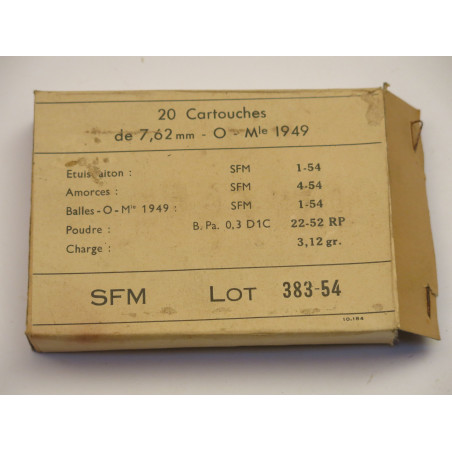 20 Cartouches
de 7,62 mm - O - Mle 1949
Etuis laiton : SFM 1-54
Amorces : SFM 4-54
Balles-O-Mle 1949 : SFM 1-54
Poudre : B. Pa. 0,3 D1C 22-52 RP
Charge : 3,12 gr.
SFM LOT 383-54